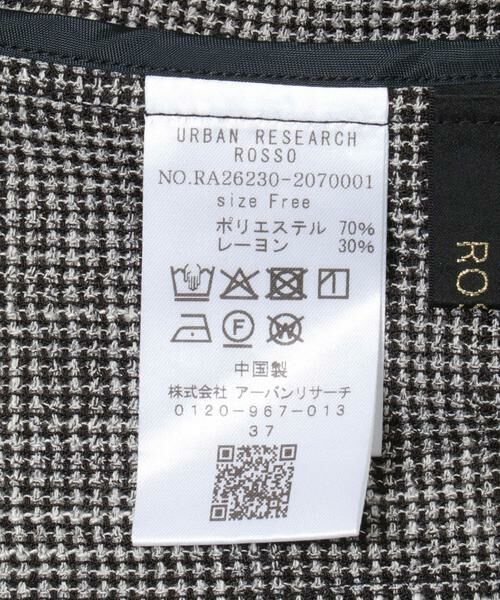 URBAN RESEARCH
ROSSO
NO.RA26230-2070001
size Free
ポリエステル 70%
レーヨン 30%
F
W
中国製
株式会社 アーバンリサーチ
0120-967-013
37
RO